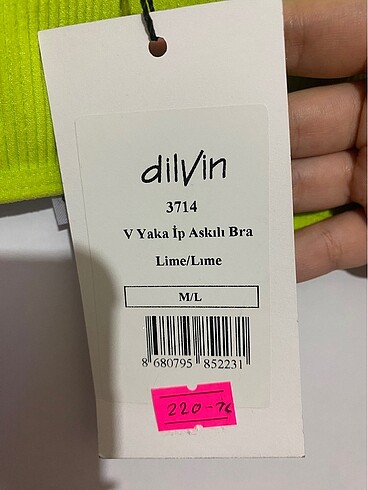 dilvin
3714
V Yaka İp Askılı Bra
Lime/Lıme
M/L
8 680795 852231
220-TL